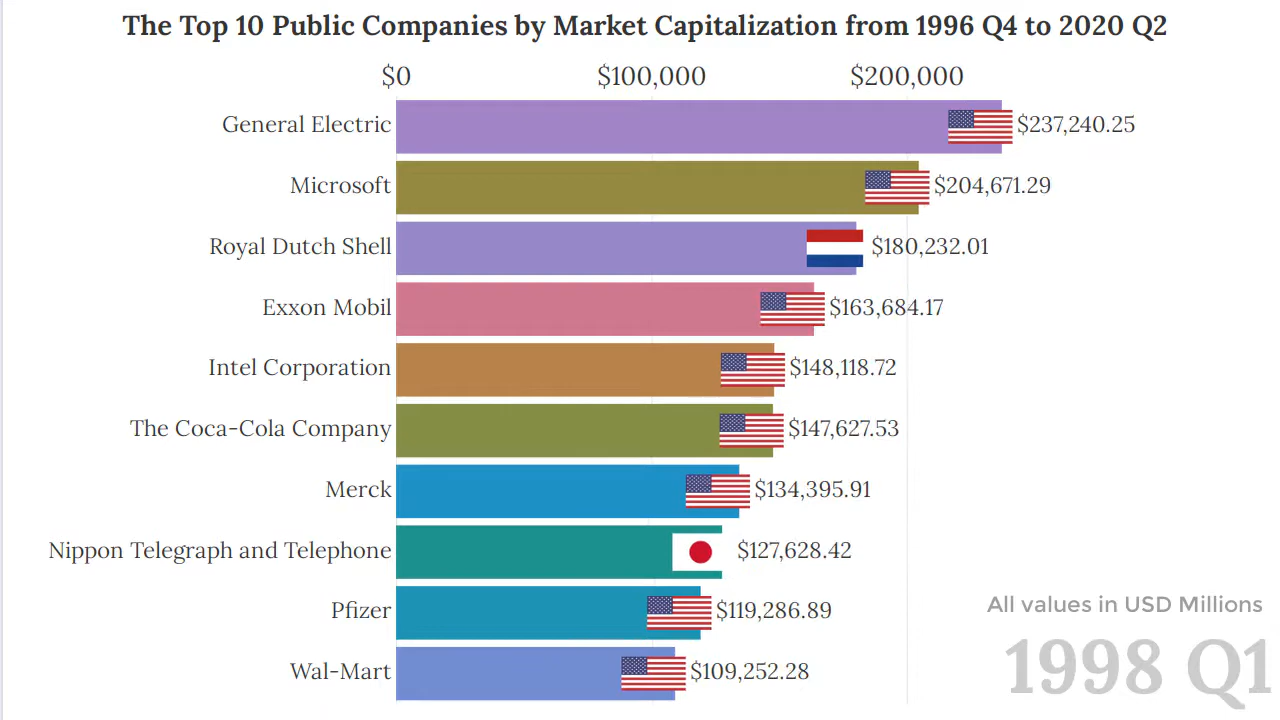 The Top 10 Public Companies by Market Capitalization from 1996 Q4 to 2020 Q2
$0 $100,000 $200,000
General Electric $237,240.25
Microsoft $204,671.29
Royal Dutch Shell $180,232.01
Exxon Mobil $163,684.17
Intel Corporation $148,118.72
The Coca-Cola Company $147,627.53
Merck $134,395.91
Nippon Telegraph and Telephone $127,628.42
Pfizer $119,286.89
Wal-Mart $109,252.28
All values in USD Millions
1998 Q1